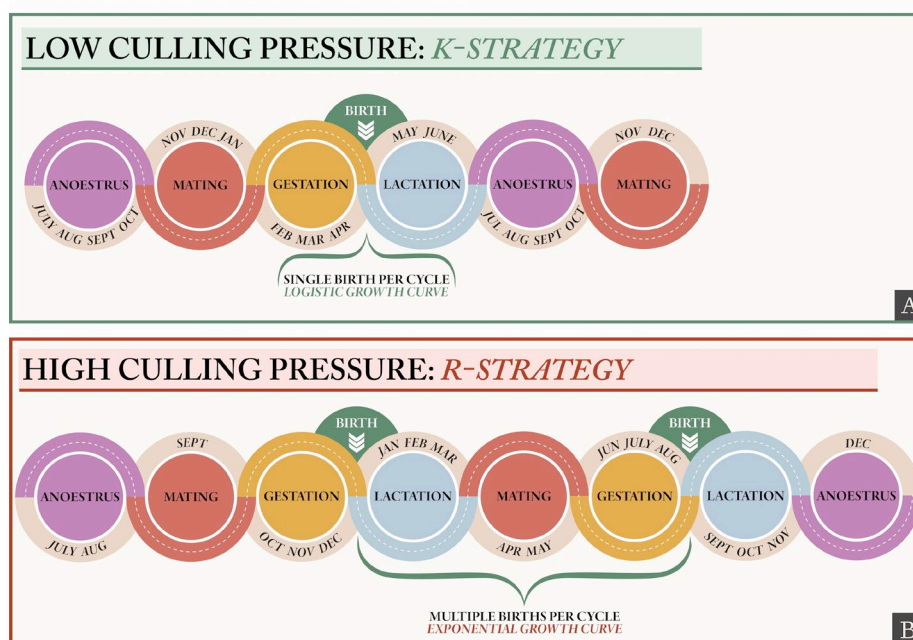 LOW CULLING PRESSURE: K-STRATEGY
BIRTH
NOV DEC JAN
MAY JUNE
NOV DEC
ANOESTRUS
MATING
GESTATION
LACTATION
ANOESTRUS
MATING
JULY AUG SEPT OCT
FEB MAR APR
JUL AUG SEPT OCT
SINGLE BIRTH PER CYCLE
LOGISTIC GROWTH CURVE
A
HIGH CULLING PRESSURE: R-STRATEGY
BIRTH
BIRTH
SEPT
JAN FEB MAR
JUN JULY AUG
DEC
ANOESTRUS
MATING
GESTATION
LACTATION
MATING
GESTATION
LACTATION
ANOESTRUS
JULY AUG
OCT NOV DEC
APR MAY
SEPT OCT NOV
MULTIPLE BIRTHS PER CYCLE
EXPONENTIAL GROWTH CURVE
B